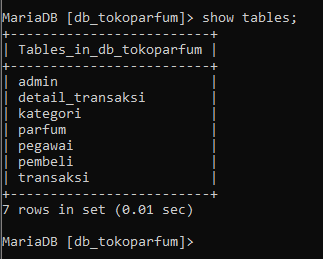 MariaDB [db_tokoparfum]> show tables;
+-------------------------+
| Tables_in_db_tokoparfum |
+-------------------------+
| admin                   |
| detail_transaksi        |
| kategori                |
| parfum                  |
| pegawai                 |
| pembeli                 |
| transaksi               |
+-------------------------+
7 rows in set (0.01 sec)
MariaDB [db_tokoparfum]>